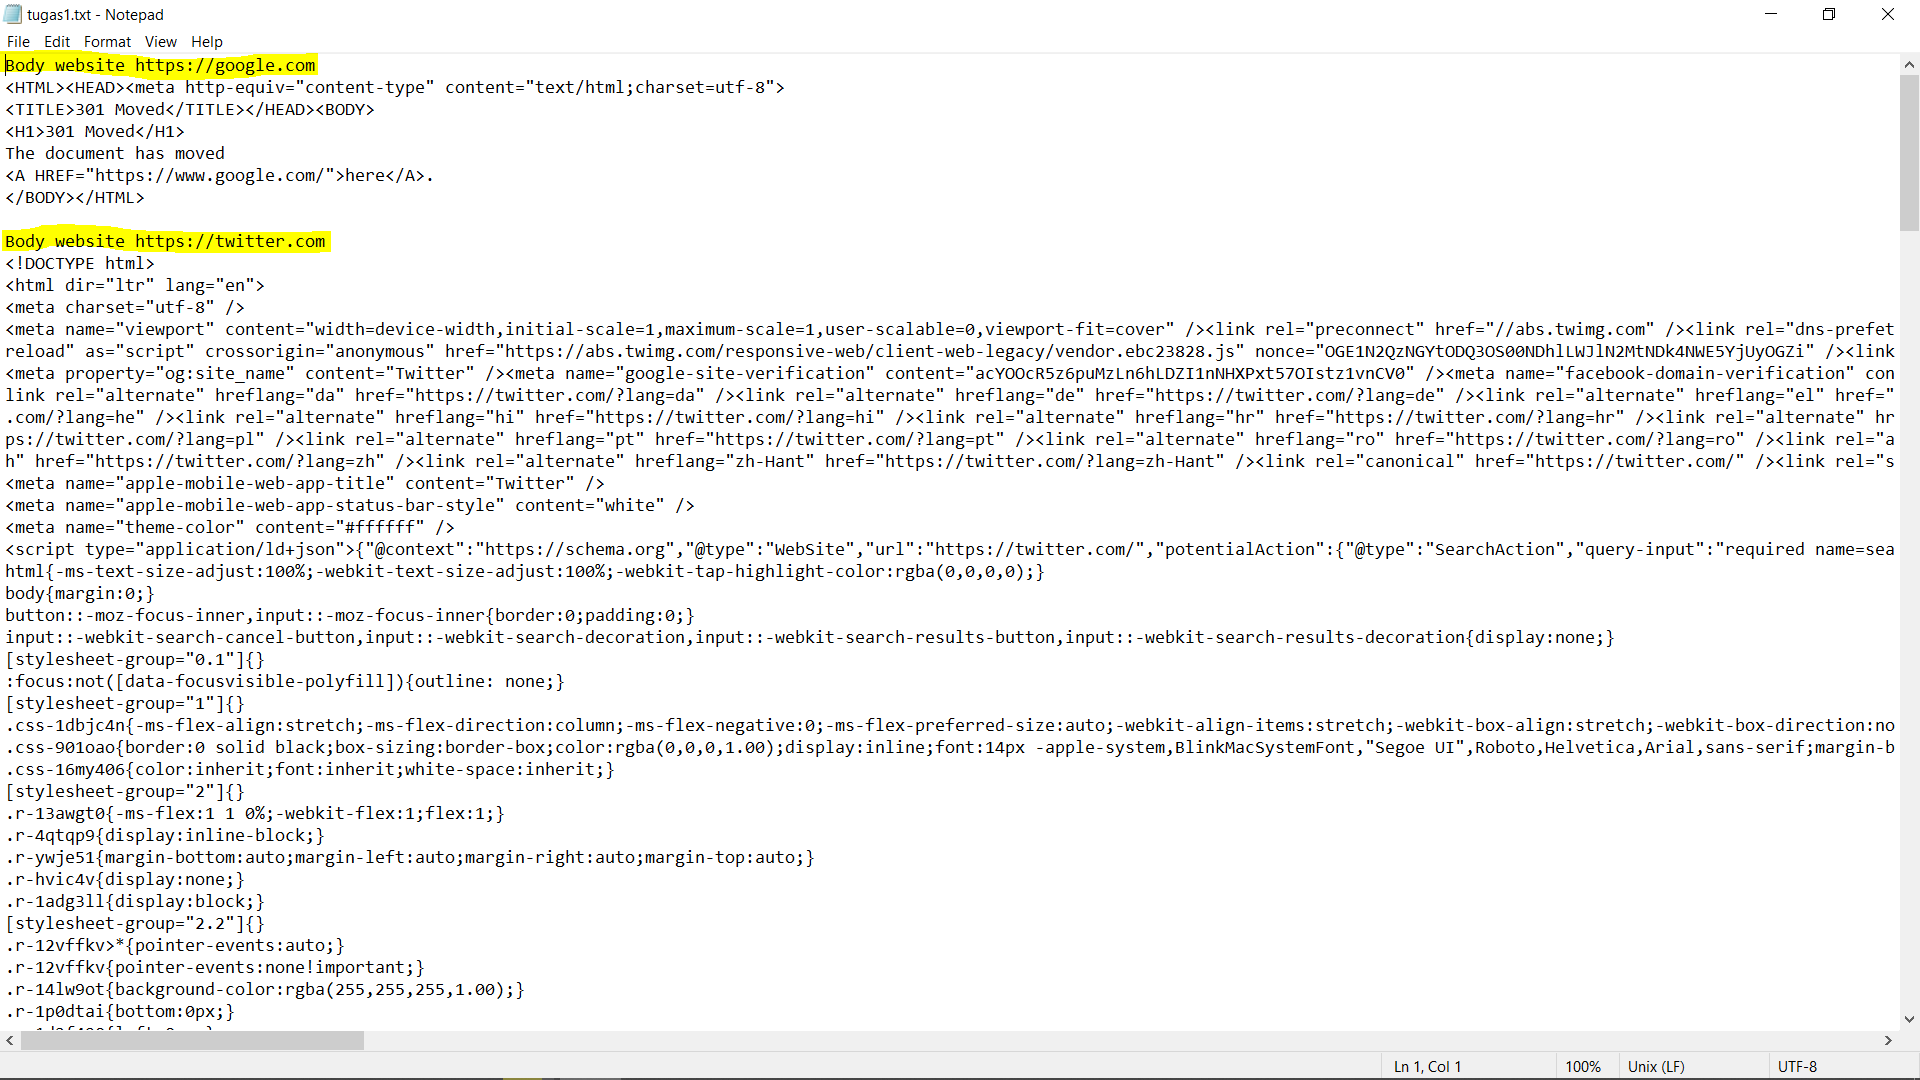 tugas1.txt - Notepad
File Edit Format View Help
Body website https://google.com
<HTML><HEAD><meta http-equiv="content-type" content="text/html;charset=utf-8">
<TITLE>301 Moved</TITLE></HEAD><BODY>
<H1>301 Moved</H1>
The document has moved
<A HREF="https://www.google.com/">here</A>.
</BODY></HTML>
Body website https://twitter.com
<!DOCTYPE html>
<html dir="ltr" lang="en">
<meta charset="utf-8" />
<meta name="viewport" content="width=device-width,initial-scale=1,maximum-scale=1,user-scalable=0,viewport-fit=cover" /><link rel="preconnect" href="//abs.twimg.com" /><link rel="dns-prefet
reload" as="script" crossorigin="anonymous" href="https://abs.twimg.com/responsive-web/client-web-legacy/vendor.ebc23828.js" nonce="OGE1N2QzNGYtODQ3OS00NDhlLWJlN2MtNDk4NWE5YjUyOGZi" /><link
<meta property="og:site_name" content="Twitter" /><meta name="google-site-verification" content="acYOOcR5z6puMzLn6hLDZI1nNHXPxt57OIstz1vnCV0" /><meta name="facebook-domain-verification" con
link rel="alternate" hreflang="da" href="https://twitter.com/?lang=da" /><link rel="alternate" hreflang="de" href="https://twitter.com/?lang=de" /><link rel="alternate" hreflang="el" href="
.com/?lang=he" /><link rel="alternate" hreflang="hi" href="https://twitter.com/?lang=hi" /><link rel="alternate" hreflang="hr" href="https://twitter.com/?lang=hr" /><link rel="alternate" hr
ps://twitter.com/?lang=pl" /><link rel="alternate" hreflang="pt" href="https://twitter.com/?lang=pt" /><link rel="alternate" hreflang="ro" href="https://twitter.com/?lang=ro" /><link rel="a
h" href="https://twitter.com/?lang=zh" /><link rel="alternate" hreflang="zh-Hant" href="https://twitter.com/?lang=zh-Hant" /><link rel="canonical" href="https://twitter.com/" /><link rel="s
<meta name="apple-mobile-web-app-title" content="Twitter" />
<meta name="apple-mobile-web-app-status-bar-style" content="white" />
<meta name="theme-color" content="#ffffff" />
<script type="application/ld+json">{"@context":"https://schema.org","@type":"WebSite","url":"https://twitter.com/","potentialAction":{"@type":"SearchAction","query-input":"required name=sea
html{-ms-text-size-adjust:100%;-webkit-text-size-adjust:100%;-webkit-tap-highlight-color:rgba(0,0,0,0);}
body{margin:0;}
button::-moz-focus-inner,input::-moz-focus-inner{border:0;padding:0;}
input::-webkit-search-cancel-button,input::-webkit-search-decoration,input::-webkit-search-results-button,input::-webkit-search-results-decoration{display:none;}
[stylesheet-group="0.1"]{}
:focus:not([data-focusvisible-polyfill]){outline: none;}
[stylesheet-group="1"]{}
.css-1dbjc4n{-ms-flex-align:stretch;-ms-flex-direction:column;-ms-flex-negative:0;-ms-flex-preferred-size:auto;-webkit-align-items:stretch;-webkit-box-align:stretch;-webkit-box-direction:no
.css-901oao{border:0 solid black;box-sizing:border-box;color:rgba(0,0,0,1.00);display:inline;font:14px -apple-system,BlinkMacSystemFont,"Segoe UI",Roboto,Helvetica,Arial,sans-serif;margin-b
.css-16my406{color:inherit;font:inherit;white-space:inherit;}
[stylesheet-group="2"]{}
.r-13awgt0{-ms-flex:1 1 0%;-webkit-flex:1;flex:1;}
.r-4qtqp9{display:inline-block;}
.r-ywje51{margin-bottom:auto;margin-left:auto;margin-right:auto;margin-top:auto;}
.r-hvic4v{display:none;}
.r-1adg3ll{display:block;}
[stylesheet-group="2.2"]{}
.r-12vffkv>*{pointer-events:auto;}
.r-12vffkv{pointer-events:none!important;}
.r-14lw9ot{background-color:rgba(255,255,255,1.00);}
.r-1p0dtai{bottom:0px;}
Ln 1, Col 1 100% Unix (LF) UTF-8